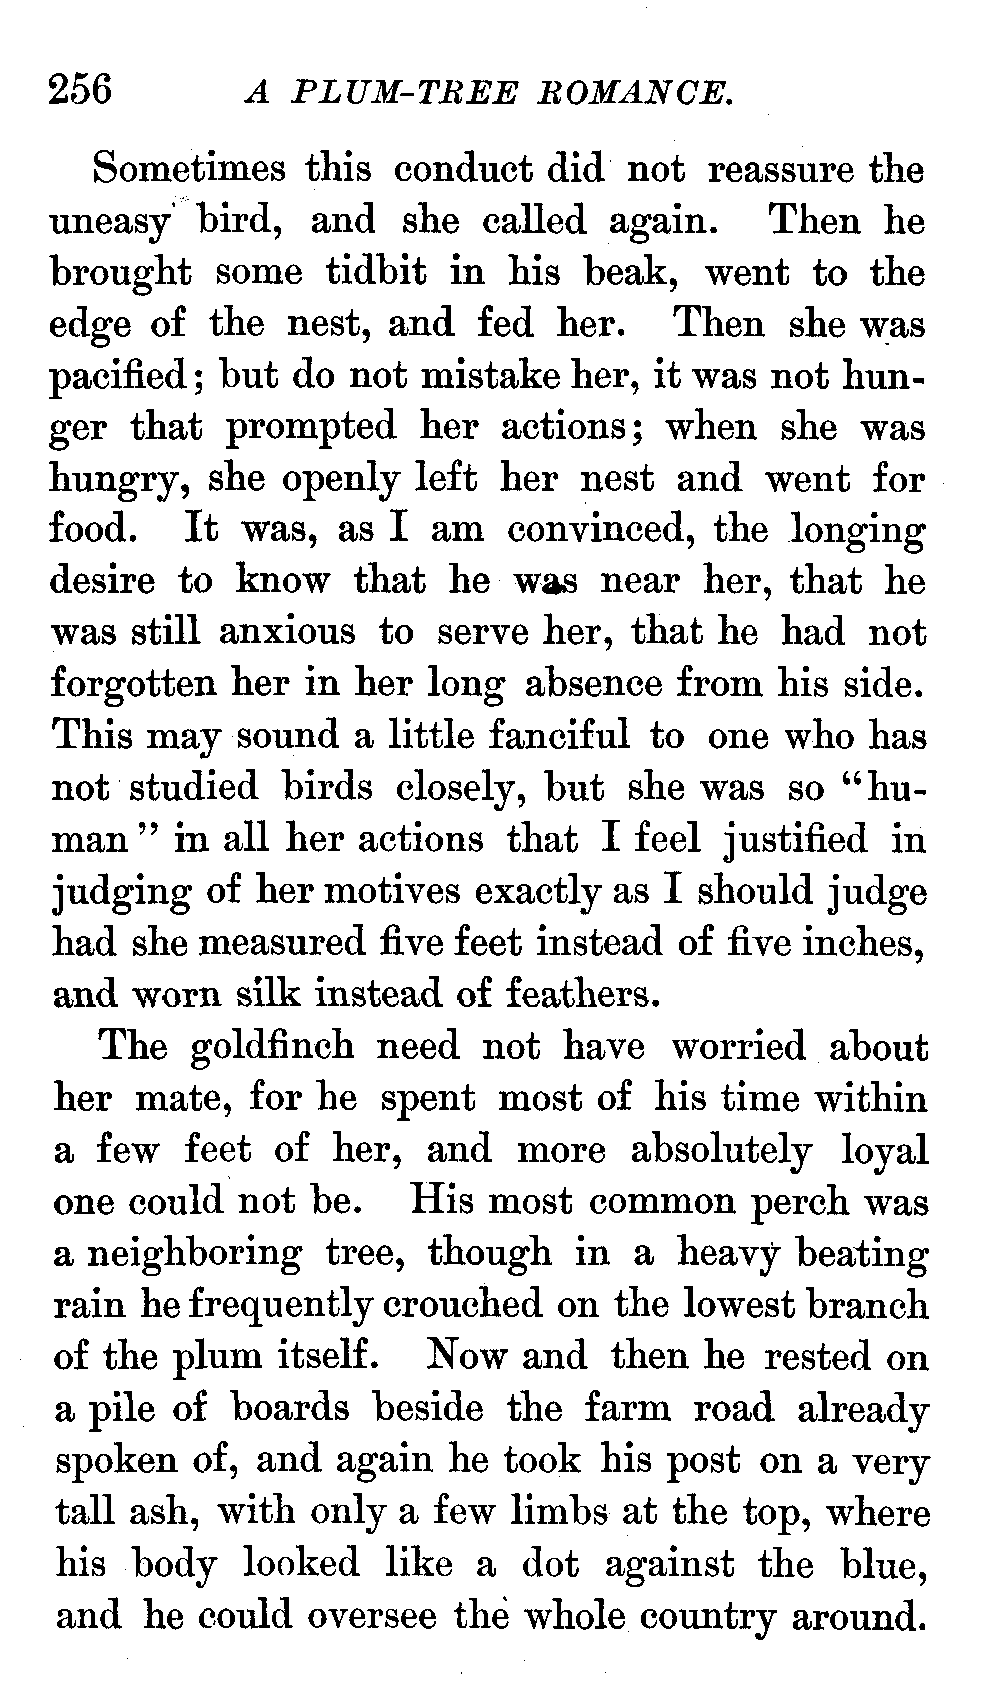 256 A PLUM-TREE ROMANCE.
Sometimes this conduct did not reassure the
uneasy bird, and she called again. Then he
brought some tidbit in his beak, went to the
edge of the nest, and fed her. Then she was
pacified; but do not mistake her, it was not hun-
ger that prompted her actions; when she was
hungry, she openly left her nest and went for
food. It was, as I am convinced, the longing
desire to know that he was near her, that he
was still anxious to serve her, that he had not
forgotten her in her long absence from his side.
This may sound a little fanciful to one who has
not studied birds closely, but she was so “hu-
man” in all her actions that I feel justified in
judging of her motives exactly as I should judge
had she measured five feet instead of five inches,
and worn silk instead of feathers.
The goldfinch need not have worried about
her mate, for he spent most of his time within
a few feet of her, and more absolutely loyal
one could not be. His most common perch was
a neighboring tree, though in a heavy beating
rain he frequently crouched on the lowest branch
of the plum itself. Now and then he rested on
a pile of boards beside the farm road already
spoken of, and again he took his post on a very
tall ash, with only a few limbs at the top, where
his body looked like a dot against the blue,
and he could oversee the whole country around.